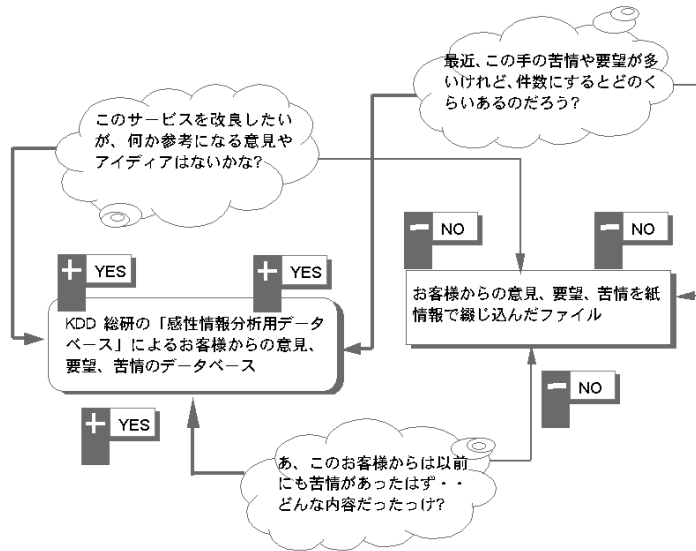 最近、この手の苦情や要望が多
いけれど、件数にするとどのく
らいあるのだろう?
このサービスを改良したい
が、何か参考になる意見や
アイディアはないかな?
NO
NO
YES
YES
お客様からの意見、要望、苦情を紙
情報で綴じ込んだファイル
KDD 総研の「感性情報分析用データ
ベース」によるお客様からの意見、
要望、苦情のデータベース
NO
YES
あ、このお客様からは以前
にも苦情があったはず・・
どんな内容だったっけ?